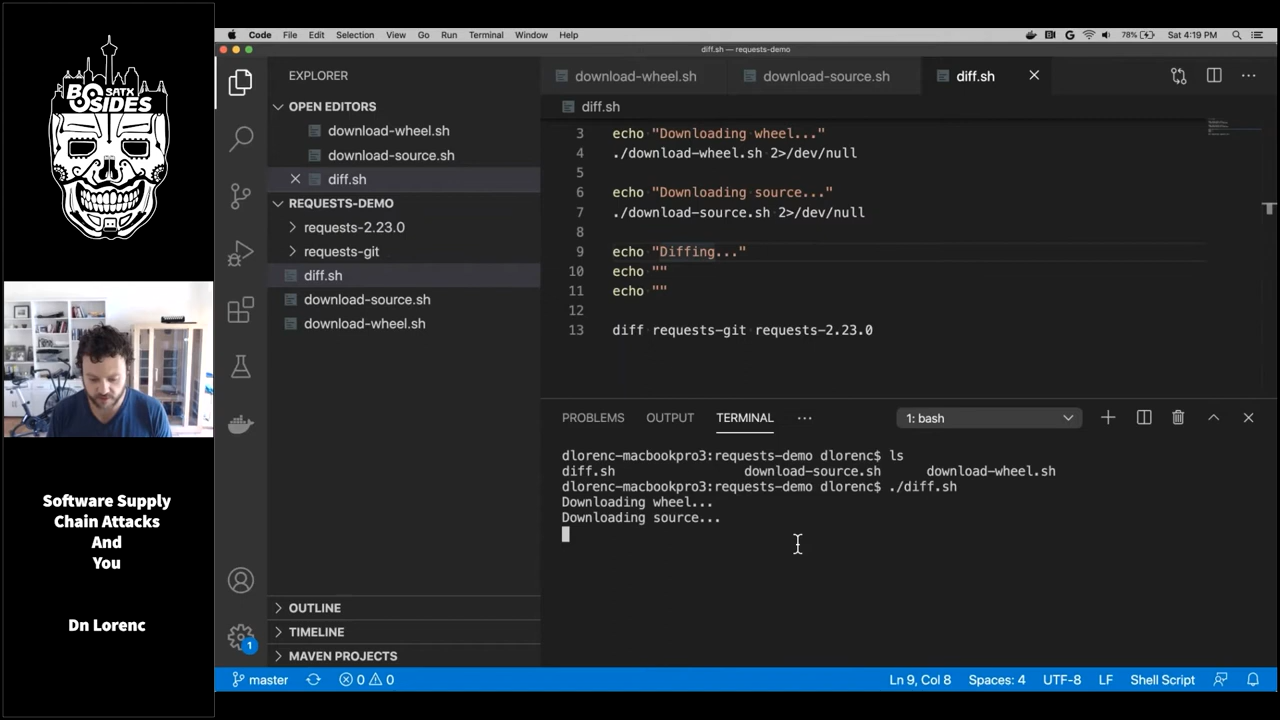 BSIDES
SATX
Software Supply
Chain Attacks
And
You
Dn Lorenc
Code File Edit Selection View Go Run Terminal Window Help
78% Sat 4:19 PM
diff.sh — requests-demo
EXPLORER
OPEN EDITORS
download-wheel.sh
download-source.sh
diff.sh
REQUESTS-DEMO
requests-2.23.0
requests-git
diff.sh
download-source.sh
download-wheel.sh
OUTLINE
TIMELINE
MAVEN PROJECTS
download-wheel.sh download-source.sh diff.sh
diff.sh
3 echo "Downloading wheel..."
4 ./download-wheel.sh 2>/dev/null
5
6 echo "Downloading source..."
7 ./download-source.sh 2>/dev/null
8
9 echo "Diffing..."
10 echo ""
11 echo ""
12
13 diff requests-git requests-2.23.0
PROBLEMS OUTPUT TERMINAL ··· 1: bash
dlorenc-macbookpro3:requests-demo dlorenc$ ls
diff.sh download-source.sh download-wheel.sh
dlorenc-macbookpro3:requests-demo dlorenc$ ./diff.sh
Downloading wheel...
Downloading source...
1
master 0 0 Ln 9, Col 8 Spaces: 4 UTF-8 LF Shell Script